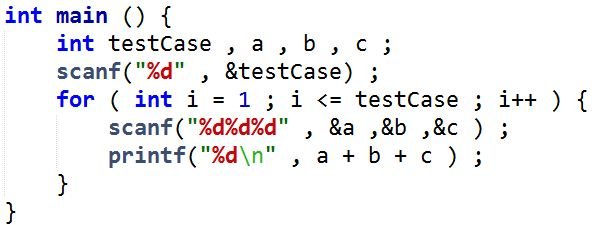 int main () {
    int testCase , a , b , c ;
    scanf("%d" , &testCase) ;
    for ( int i = 1 ; i <= testCase ; i++ ) {
        scanf("%d%d%d" , &a ,&b ,&c ) ;
        printf("%d\n" , a + b + c ) ;
    }
}